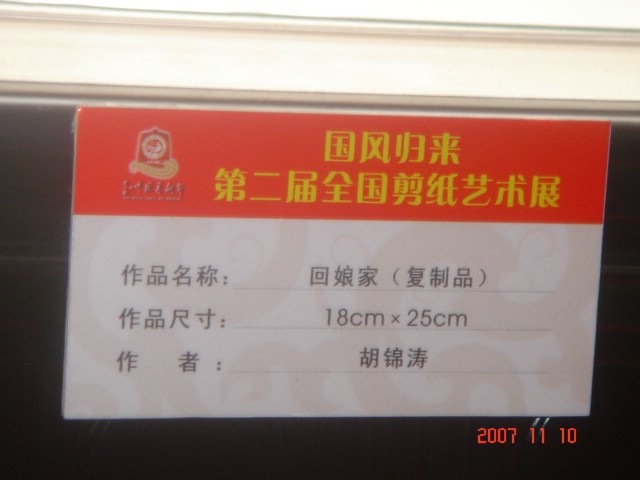 国风归来
第二届全国剪纸艺术展
作品名称： 回娘家（复制品）
作品尺寸： 18cm×25cm
作 者： 胡锦涛
2007 11 10